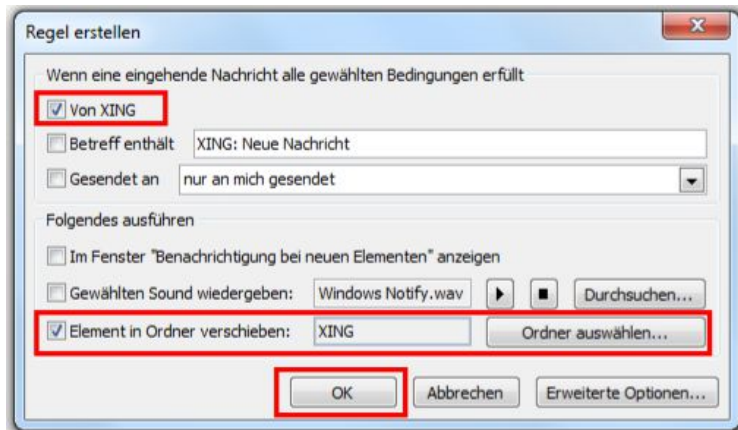 Regel erstellen
Wenn eine eingehende Nachricht alle gewählten Bedingungen erfüllt
Von XING
Betreff enthält XING: Neue Nachricht
Gesendet an nur an mich gesendet
Folgendes ausführen
Im Fenster "Benachrichtigung bei neuen Elementen" anzeigen
Gewählten Sound wiedergeben: Windows Notify.wav Durchsuchen...
Element in Ordner verschieben: XING Ordner auswählen...
OK Abbrechen Erweiterte Optionen...